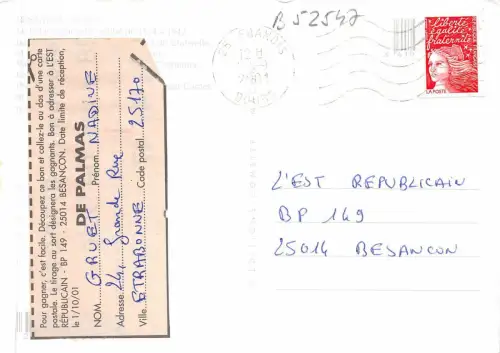 B 52547
Liberté
égalité
fraternité
LA POSTE
L'EST REPUBLICAIN
BP 149
25014 BESANCON
Pour gagner, c'est facile. Découpez ce bon et collez-le au dos d'une carte
postale. Le tirage au sort désignera les gagnants. Bon à adresser à L'EST
RÉPUBLICAIN - BP 149 - 25014 BESANÇON. Date limite de réception,
le 1/10/01
DE PALMAS
NOM GRUET Prénom NADINE
Adresse 24, Grande Rue
Ville ETRABONNE Code postal 25170